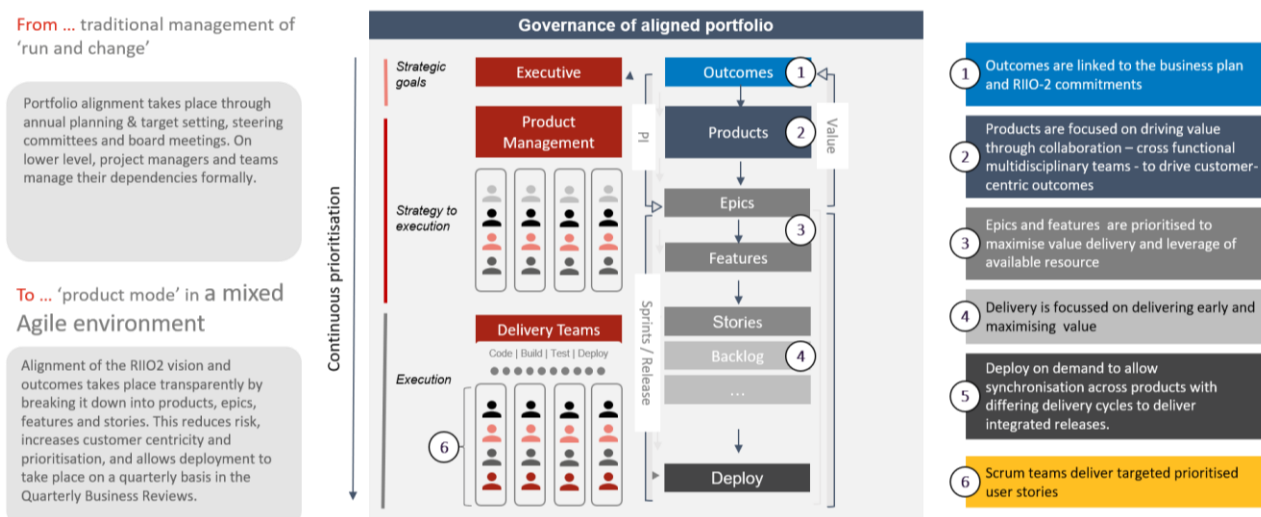 From ... traditional management of
'run and change'
Portfolio alignment takes place through
annual planning & target setting, steering
committees and board meetings. On
lower level, project managers and teams
manage their dependencies formally.
To ... 'product mode' in a mixed
Agile environment
Alignment of the RIIO2 vision and
outcomes takes place transparently by
breaking it down into products, epics,
features and stories. This reduces risk,
increases customer centricity and
prioritisation, and allows deployment to
take place on a quarterly basis in the
Quarterly Business Reviews.
Continuous prioritisation
Governance of aligned portfolio
Strategic
goals
Strategy to
execution
Execution
Executive
Product
Management
Delivery Teams
Code | Build | Test | Deploy
6
PI
Sprints / Release
Value
Outcomes
1
Products
2
Epics
3
Features
Stories
Backlog
4
...
Deploy
1
Outcomes are linked to the business plan
and RIIO-2 commitments
2
Products are focused on driving value
through collaboration – cross functional
multidisciplinary teams - to drive customer-
centric outcomes
3
Epics and features are prioritised to
maximise value delivery and leverage of
available resource
4
Delivery is focussed on delivering early and
maximising value
5
Deploy on demand to allow
synchronisation across products with
differing delivery cycles to deliver
integrated releases.
6
Scrum teams deliver targeted prioritised
user stories